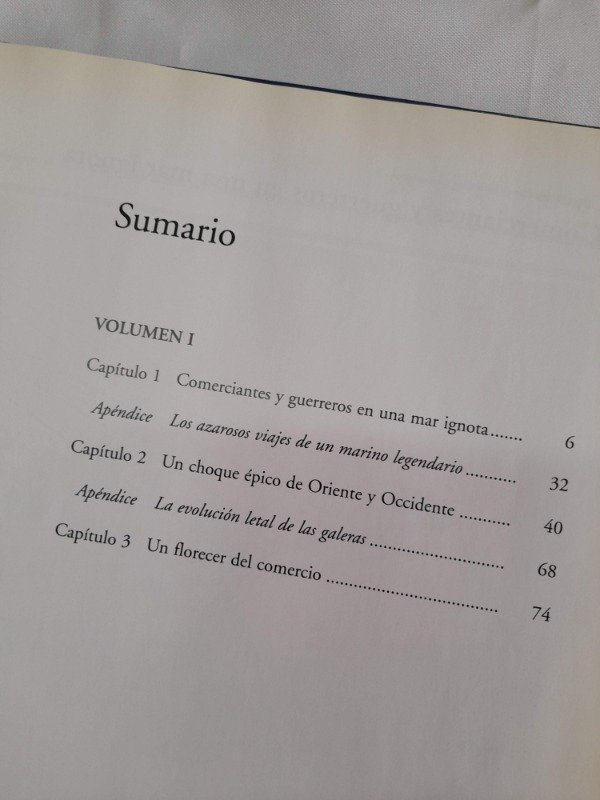 Sumario
VOLUMEN I
Capítulo 1 Comerciantes y guerreros en una mar ignota....... 6
Apéndice Los azarosos viajes de un marino legendario........... 32
Capítulo 2 Un choque épico de Oriente y Occidente ........... 40
Apéndice La evolución letal de las galeras............................. 68
Capítulo 3 Un florecer del comercio ..................................... 74